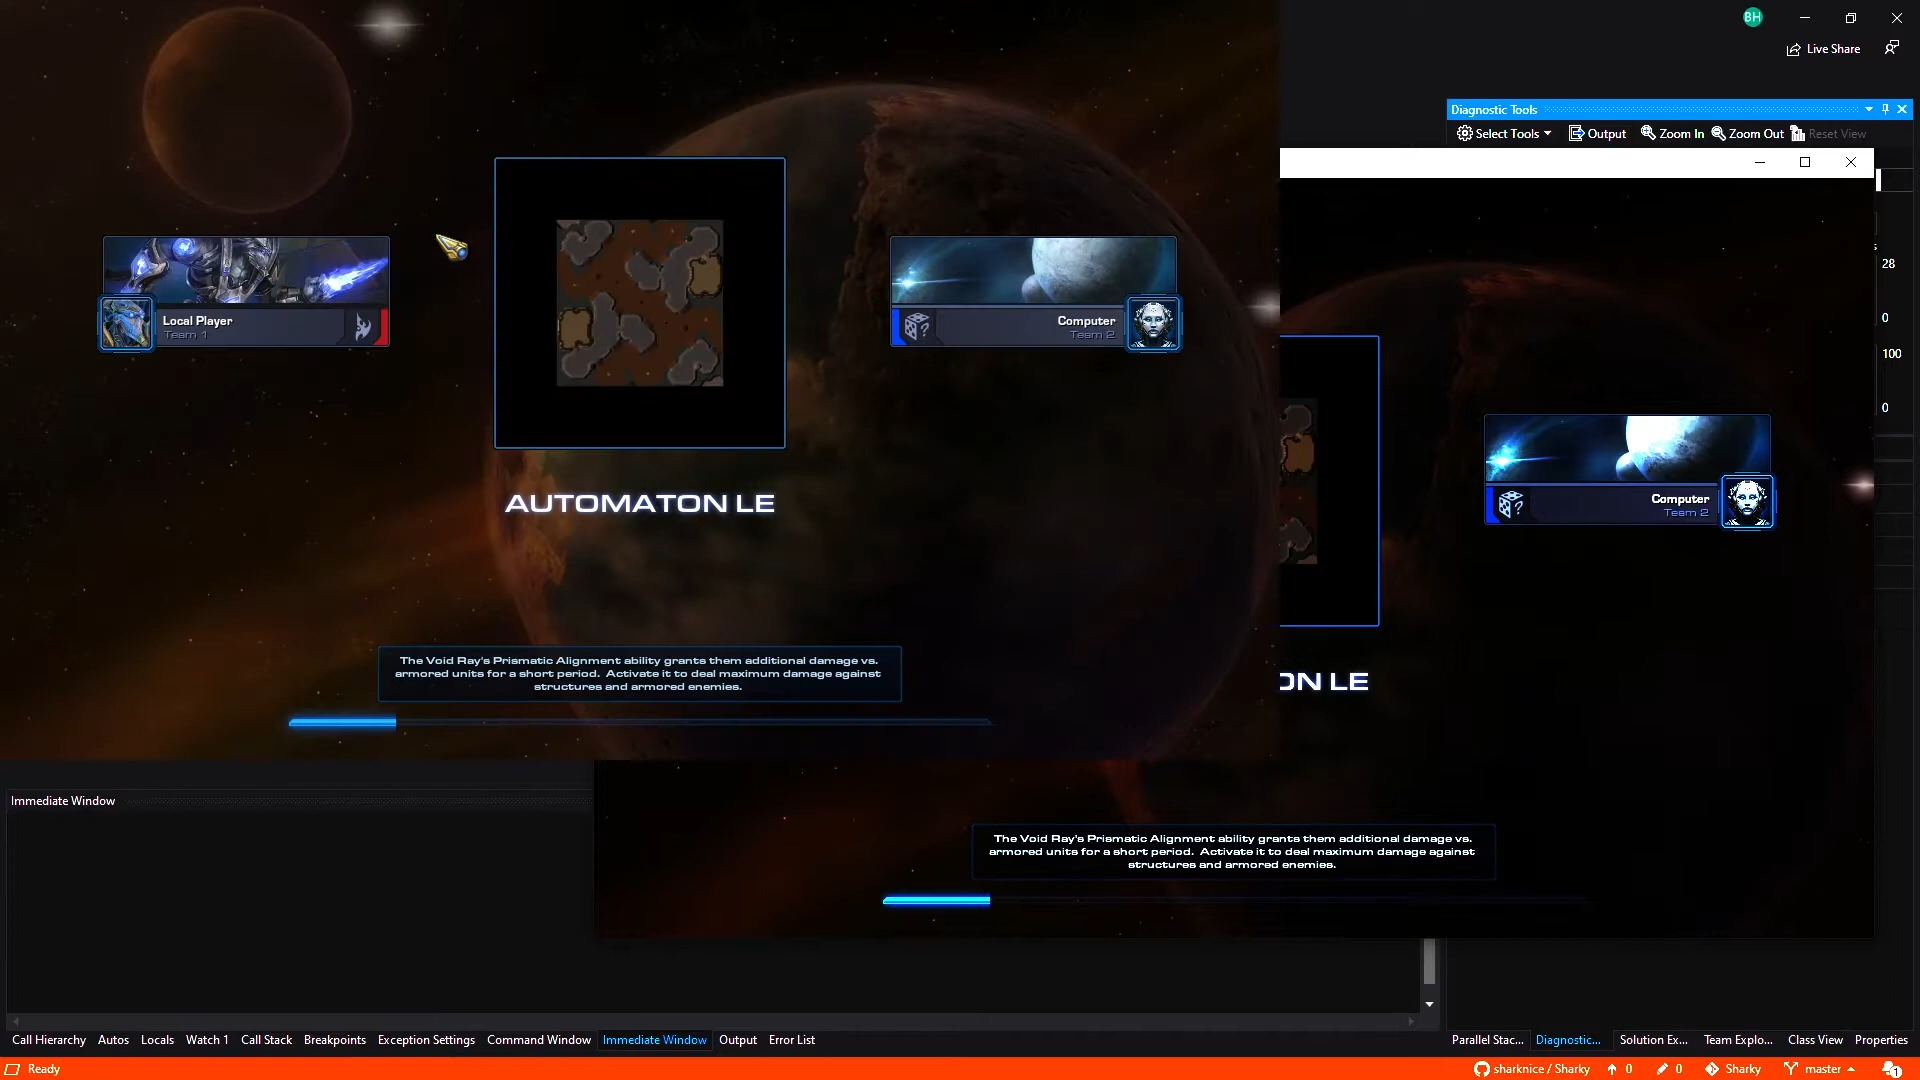 BH
Live Share
Diagnostic Tools
Select Tools
Output
Zoom In
Zoom Out
Reset View
Local Player
Team 1
Computer
Team 2
28
0
100
0
Computer
Team 2
AUTOMATON LE
ON LE
The Void Ray's Prismatic Alignment ability grants them additional damage vs.
armored units for a short period. Activate it to deal maximum damage against
structures and armored enemies.
Immediate Window
The Void Ray's Prismatic Alignment ability grants them additional damage vs.
armored units for a short period. Activate it to deal maximum damage against
structures and armored enemies.
Call Hierarchy Autos Locals Watch 1 Call Stack Breakpoints Exception Settings Command Window Immediate Window Output Error List
Parallel Stac... Diagnostic... Solution Ex... Team Explo... Class View Properties
Ready
sharknice / Sharky 0 0 Sharky master 1